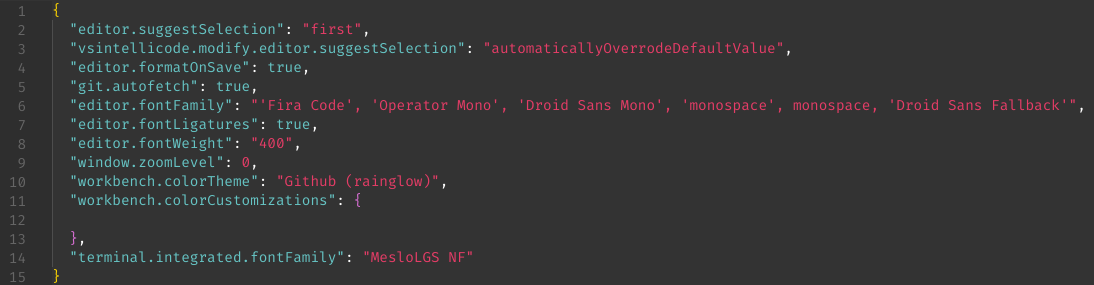 1 {
2 "editor.suggestSelection": "first",
3 "vsintellicode.modify.editor.suggestSelection": "automaticallyOverrodeDefaultValue",
4 "editor.formatOnSave": true,
5 "git.autofetch": true,
6 "editor.fontFamily": "'Fira Code', 'Operator Mono', 'Droid Sans Mono', 'monospace', monospace, 'Droid Sans Fallback'",
7 "editor.fontLigatures": true,
8 "editor.fontWeight": "400",
9 "window.zoomLevel": 0,
10 "workbench.colorTheme": "Github (rainglow)",
11 "workbench.colorCustomizations": {
12
13 },
14 "terminal.integrated.fontFamily": "MesloLGS NF"
15 }